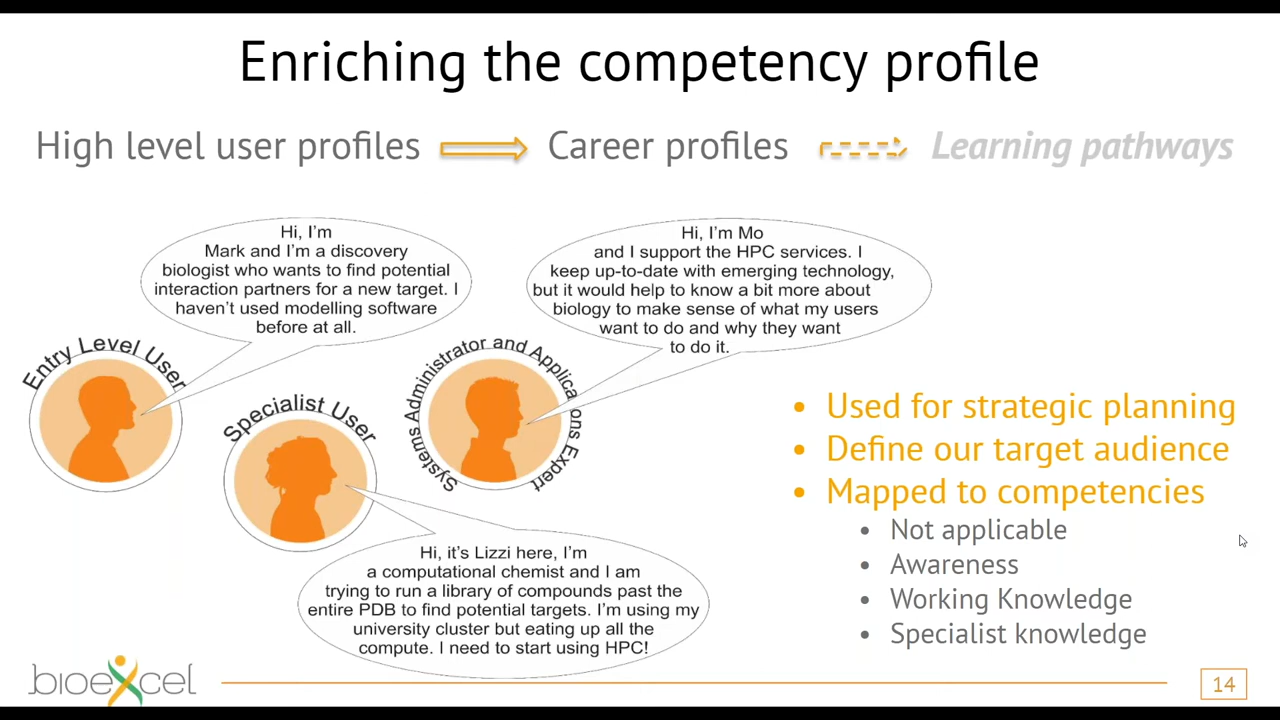 Enriching the competency profile
High level user profiles
Career profiles
Learning pathways
Hi, I'm
Mark and I'm a discovery
biologist who wants to find potential
interaction partners for a new target. I
haven't used modelling software
before at all.
Entry Level User
Hi, I'm Mo
and I support the HPC services. I
keep up-to-date with emerging technology,
but it would help to know a bit more about
biology to make sense of what my users
want to do and why they want
to do it.
Systems Administrator and Applica ons Expert
Specialist User
Hi, it's Lizzi here, I'm
a computational chemist and I am
trying to run a library of compounds past the
entire PDB to find potential targets. I'm using my
university cluster but eating up all the
compute. I need to start using HPC!
• Used for strategic planning
• Define our target audience
• Mapped to competencies
• Not applicable
• Awareness
• Working Knowledge
• Specialist knowledge
bioexcel
14